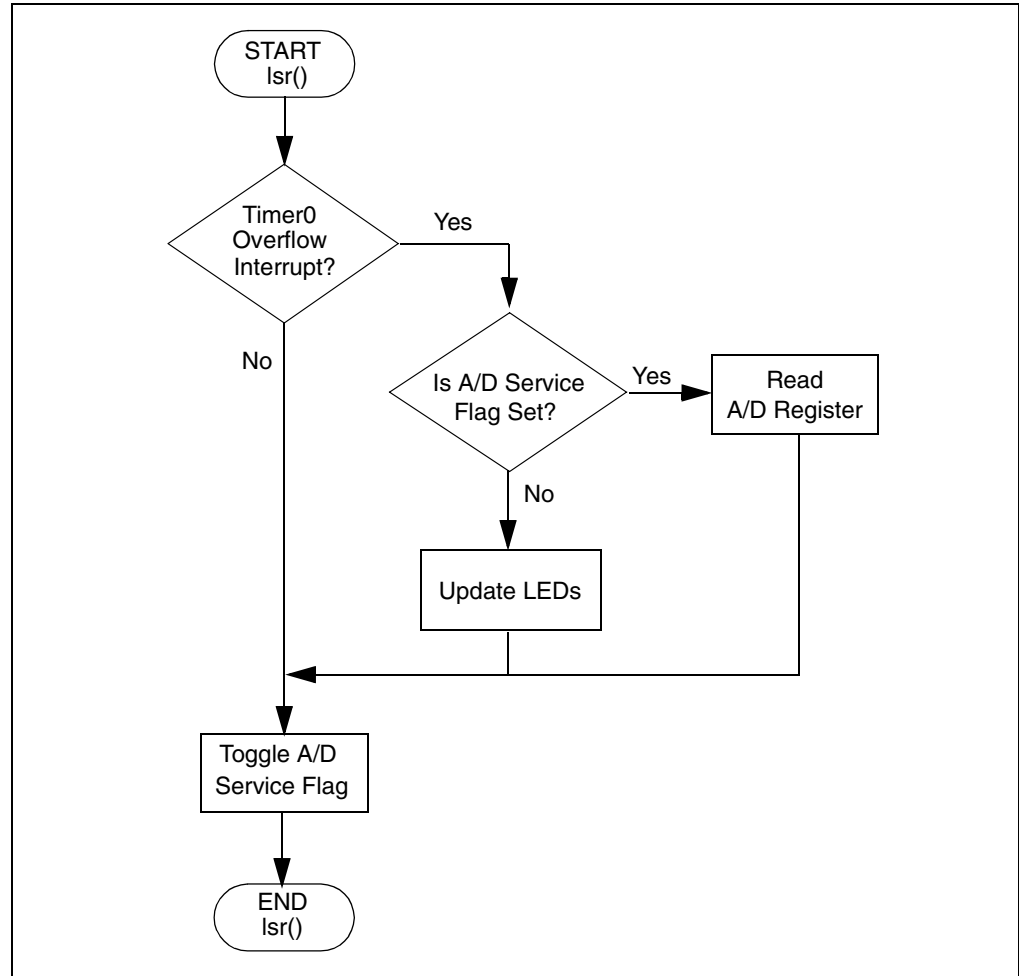 START
Isr()
Timer0
Overflow
Interrupt?
Yes
No
Is A/D Service
Flag Set?
Yes
Read
A/D Register
No
Update LEDs
Toggle A/D
Service Flag
END
Isr()